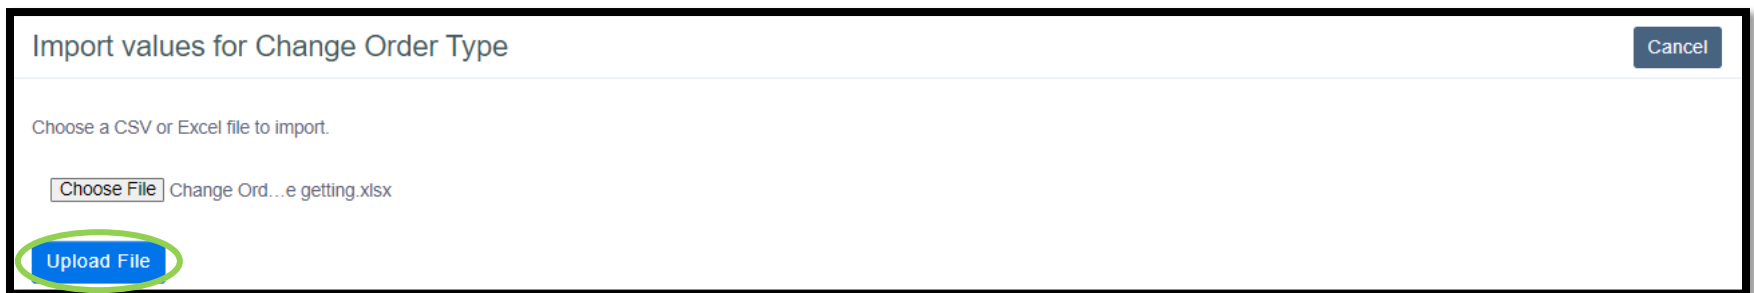 Import values for Change Order Type
Cancel
Choose a CSV or Excel file to import.
Choose File Change Ord...e getting.xlsx
Upload File